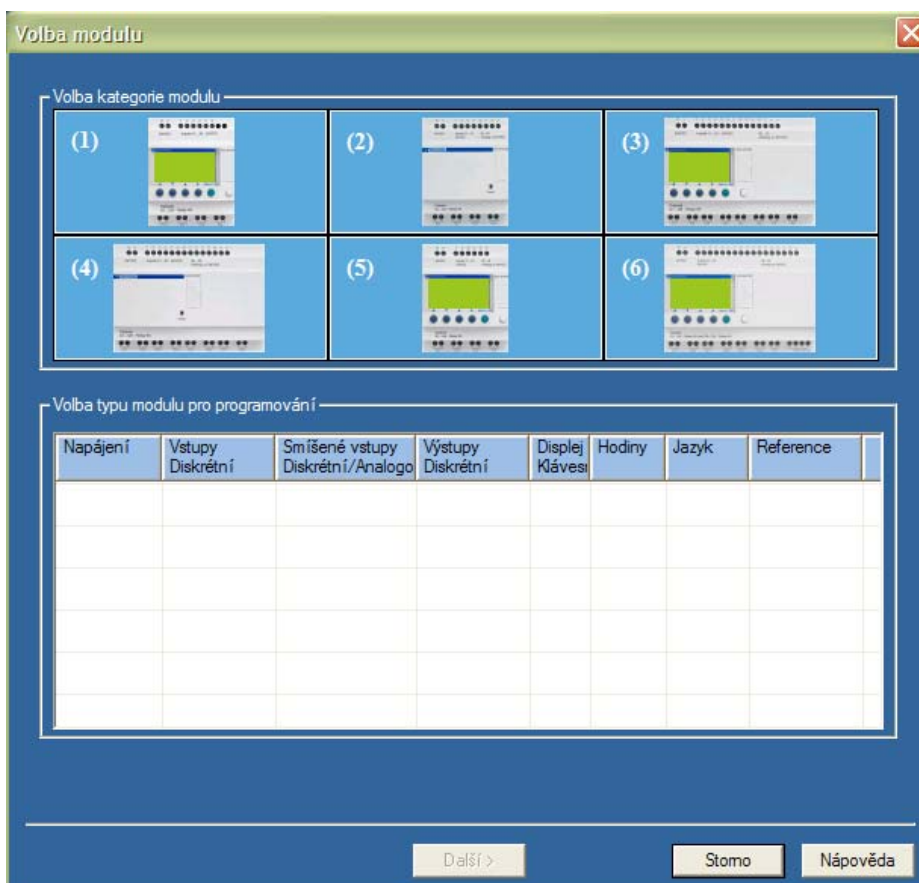 Volba modulu
Volba kategorie modulu
(1)
(2)
(3)
(4)
(5)
(6)
Volba typu modulu pro programování
Napájení
Vstupy
Diskrétní
Smíšené vstupy
Diskrétní/Analogo
Výstupy
Diskrétní
Displej
Klávesn
Hodiny
Jazyk
Reference
Další >
Storno
Nápověda